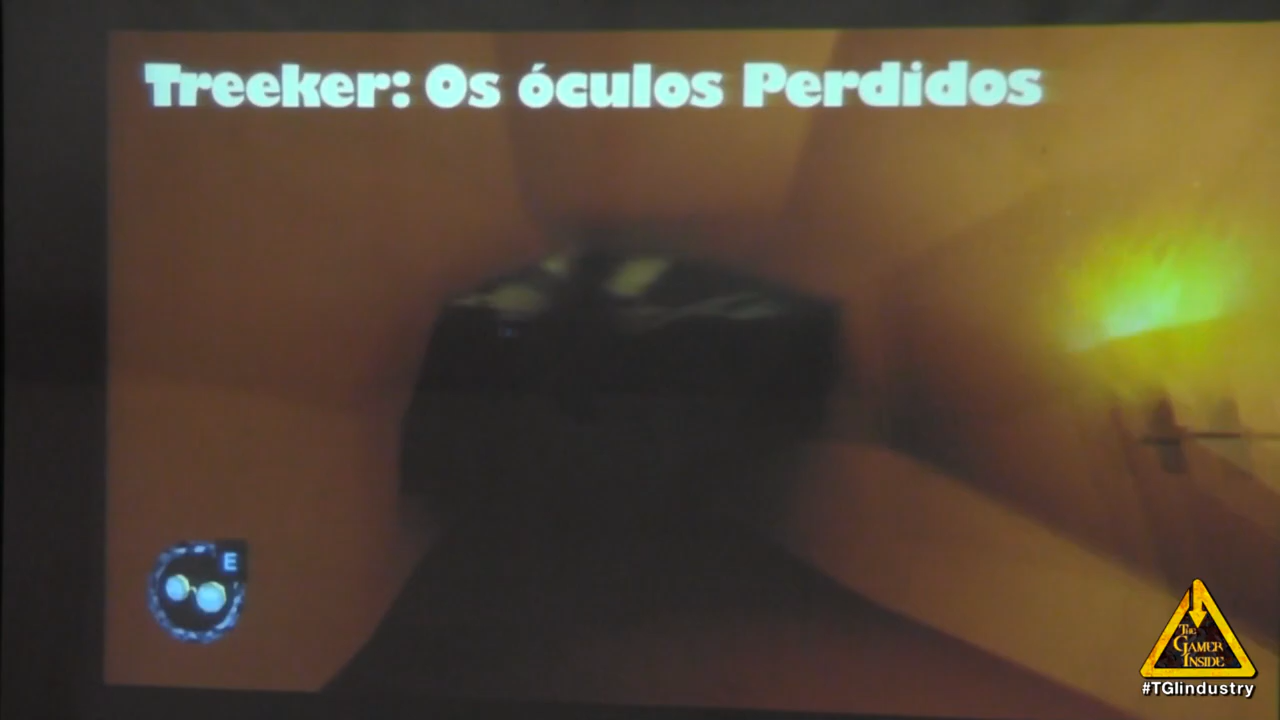 Treeker: Os óculos Perdidos
E
The
Gamer
Inside
#TGIindustry